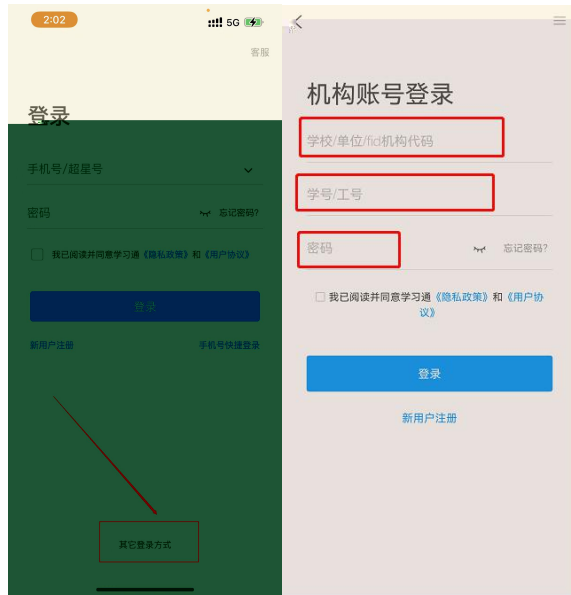 2:02
5G
客服
登录
手机号/超星号
密码
忘记密码?
我已阅读并同意学习通《隐私政策》和《用户协议》
登录
新用户注册
手机号快捷登录
其它登录方式
机构账号登录
学校/单位/fid机构代码
学号/工号
密码
忘记密码?
我已阅读并同意学习通《隐私政策》和《用户协
议》
登录
新用户注册